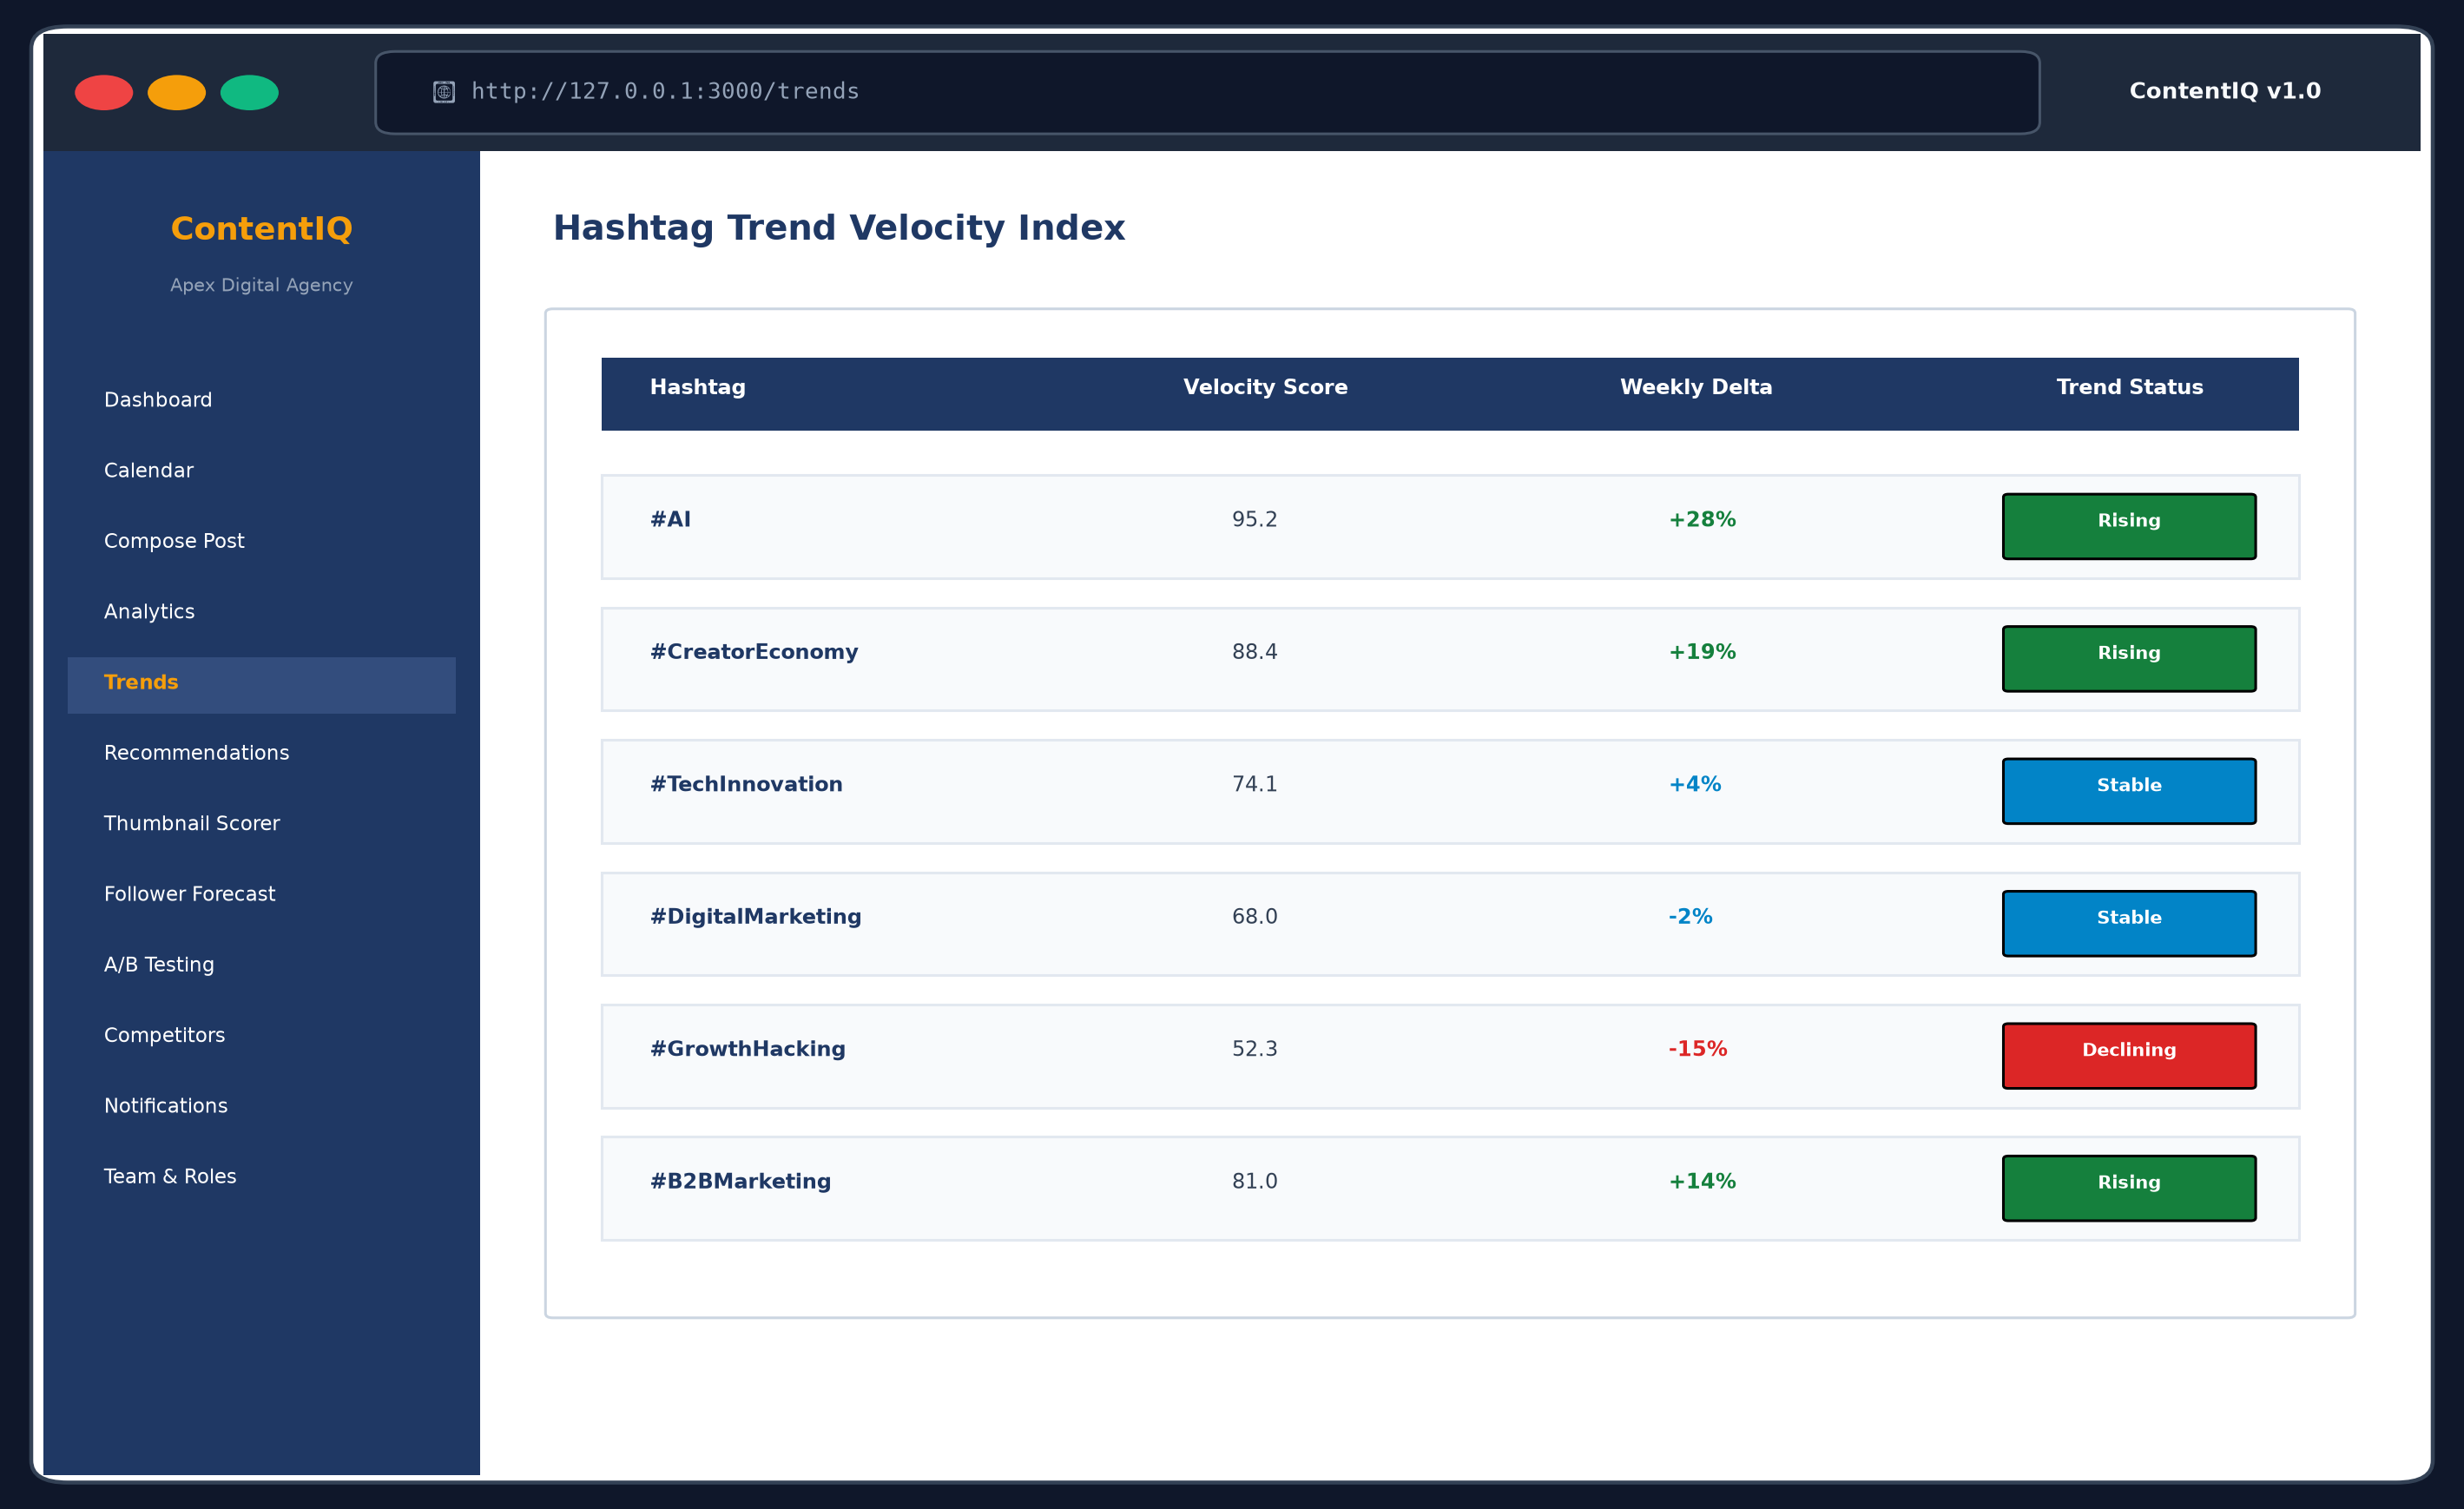 http://127.0.0.1:3000/trends
ContentIQ v1.0
ContentIQ
Apex Digital Agency
Dashboard
Calendar
Compose Post
Analytics
Trends
Recommendations
Thumbnail Scorer
Follower Forecast
A/B Testing
Competitors
Notifications
Team & Roles
Hashtag Trend Velocity Index
Hashtag Velocity Score Weekly Delta Trend Status
#AI 95.2 +28% Rising
#CreatorEconomy 88.4 +19% Rising
#TechInnovation 74.1 +4% Stable
#DigitalMarketing 68.0 -2% Stable
#GrowthHacking 52.3 -15% Declining
#B2BMarketing 81.0 +14% Rising